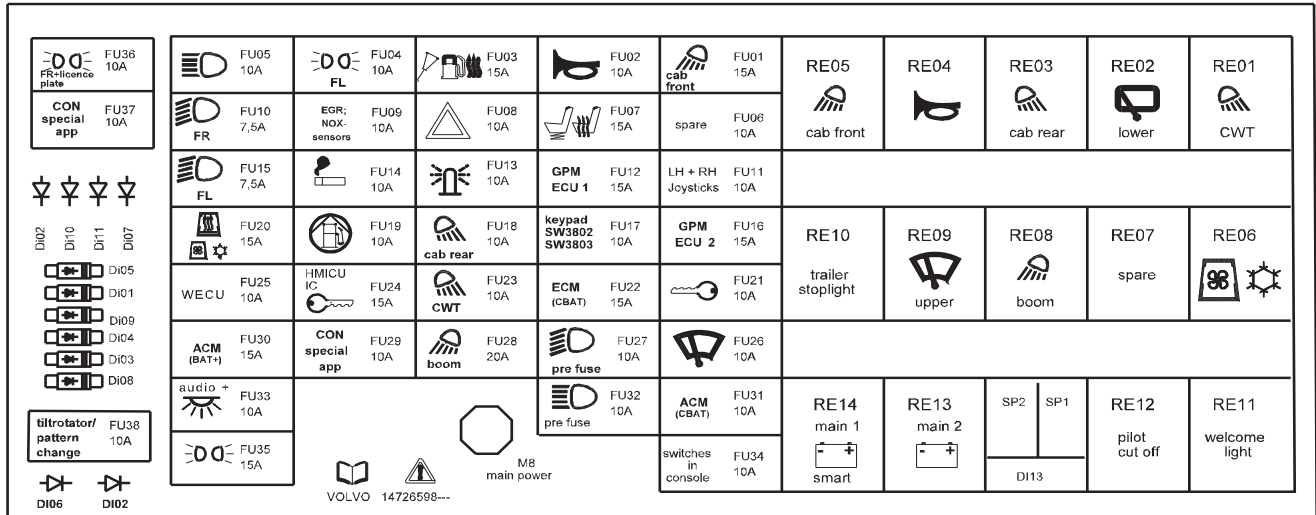 FU36
10A
FR+licence
plate
CON
special
app
FU37
10A
Di02
Di10
Di11
Di07
Di05
Di01
Di09
Di04
Di03
Di08
tiltrotator/
pattern
change
FU38
10A
DI06
DI02
FU05
10A
FU04
10A
FL
FU03
15A
FU02
10A
FU01
15A
cab
front
FU10
7,5A
FR
EGR;
NOX-
sensors
FU09
10A
FU08
10A
FU07
15A
spare
FU06
10A
FU15
7,5A
FL
FU14
10A
FU13
10A
GPM
ECU 1
FU12
15A
LH + RH
Joysticks
FU11
10A
FU20
15A
FU19
10A
FU18
10A
cab rear
keypad
SW3802
SW3803
FU17
10A
GPM
ECU 2
FU16
15A
WECU
FU25
10A
HMICU
IC
FU24
15A
FU23
10A
CWT
ECM
(CBAT)
FU22
15A
FU21
10A
ACM
(BAT+)
FU30
15A
CON
special
app
FU29
10A
FU28
20A
boom
FU27
10A
pre fuse
FU26
10A
audio +
FU33
10A
FU32
10A
pre fuse
ACM
(CBAT)
FU31
10A
FU35
15A
switches
in
console
FU34
10A
M8
main power
VOLVO 14726598---
RE05
cab front
RE04
RE03
cab rear
RE02
lower
RE01
CWT
RE10
trailer
stoplight
RE09
upper
RE08
boom
RE07
spare
RE06
RE14
main 1
- +
smart
RE13
main 2
- +
SP2
SP1
DI13
RE12
pilot
cut off
RE11
welcome
light